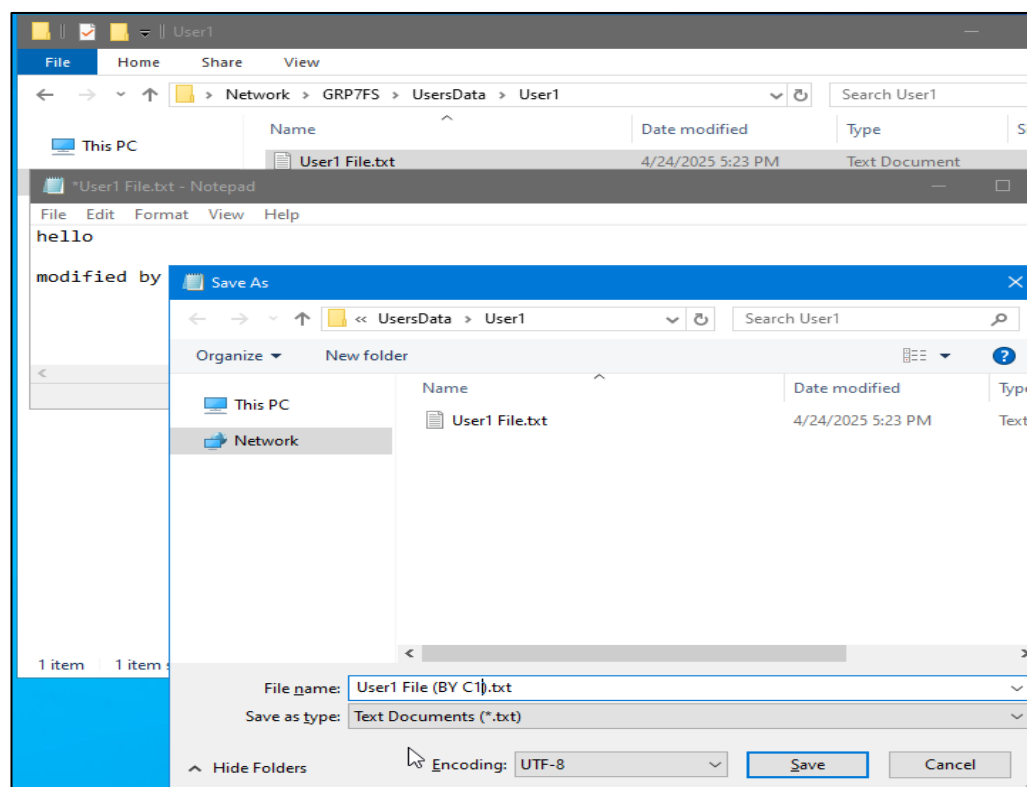 User1
File Home Share View
Network > GRP7FS > UsersData > User1 Search User1
Name Date modified Type S
This PC
User1 File.txt 4/24/2025 5:23 PM Text Document
*User1 File.txt - Notepad
File Edit Format View Help
hello
modified by
Save As
« UsersData > User1 Search User1
Organize New folder
Name Date modified Type
This PC
User1 File.txt 4/24/2025 5:23 PM Text
Network
1 item 1 item s
File name: User1 File (BY C1).txt
Save as type: Text Documents (*.txt)
Hide Folders Encoding: UTF-8 Save Cancel